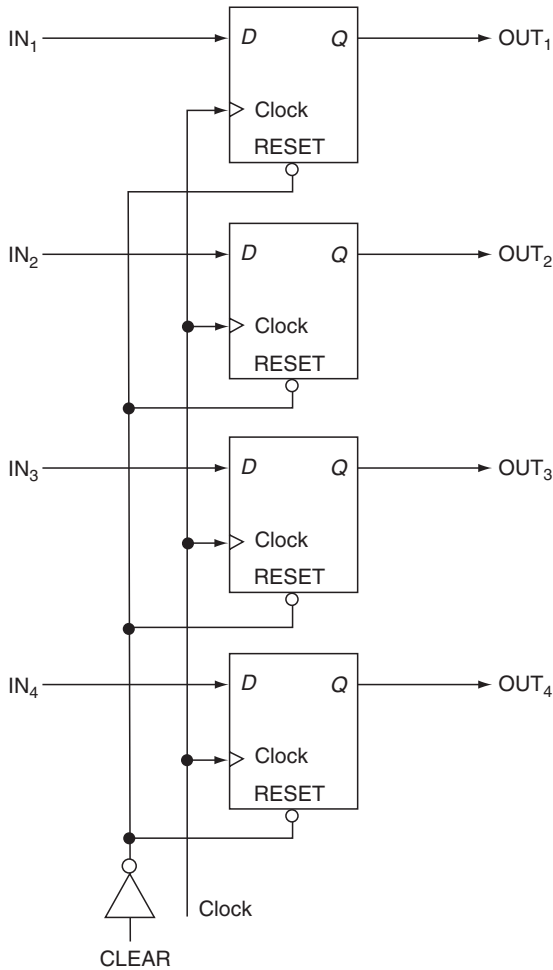 IN₁ D Q OUT₁
Clock
RESET
IN₂ D Q OUT₂
Clock
RESET
IN₃ D Q OUT₃
Clock
RESET
IN₄ D Q OUT₄
Clock
RESET
Clock
CLEAR